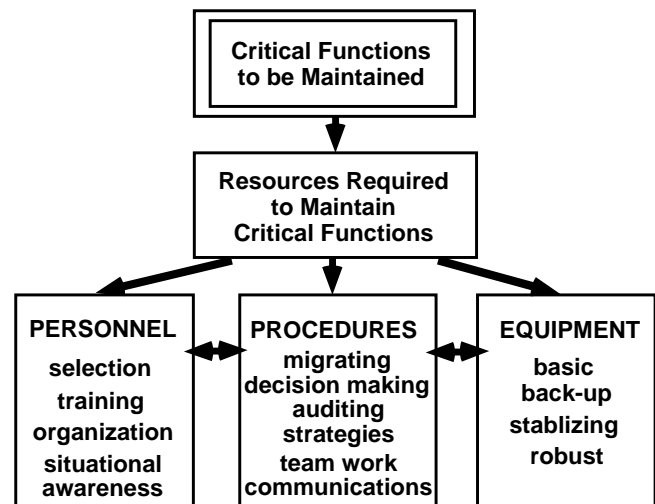 Critical Functions
to be Maintained
Resources Required
to Maintain
Critical Functions
PERSONNEL
selection
training
organization
situational
awareness
PROCEDURES
migrating
decision making
auditing
strategies
team work
communications
EQUIPMENT
basic
back-up
stablizing
robust